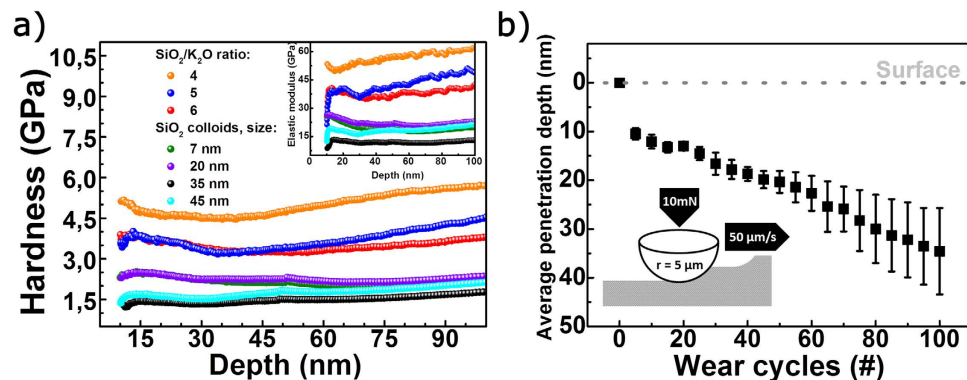 a)
Hardness (GPa)
10,5
9,0
7,5
6,0
4,5
3,0
1,5
15 30 45 60 75 90
Depth (nm)
SiO2/K2O ratio:
4
5
6
SiO2 colloids, size:
7 nm
20 nm
35 nm
45 nm
Elastic modulus (GPa)
60
45
30
15
0
0 20 40 60 80 100
Depth (nm)
b)
Average penetration depth (nm)
0
10
20
30
40
50
Surface
10mN
50 µm/s
r = 5 µm
0 20 40 60 80 100
Wear cycles (#)